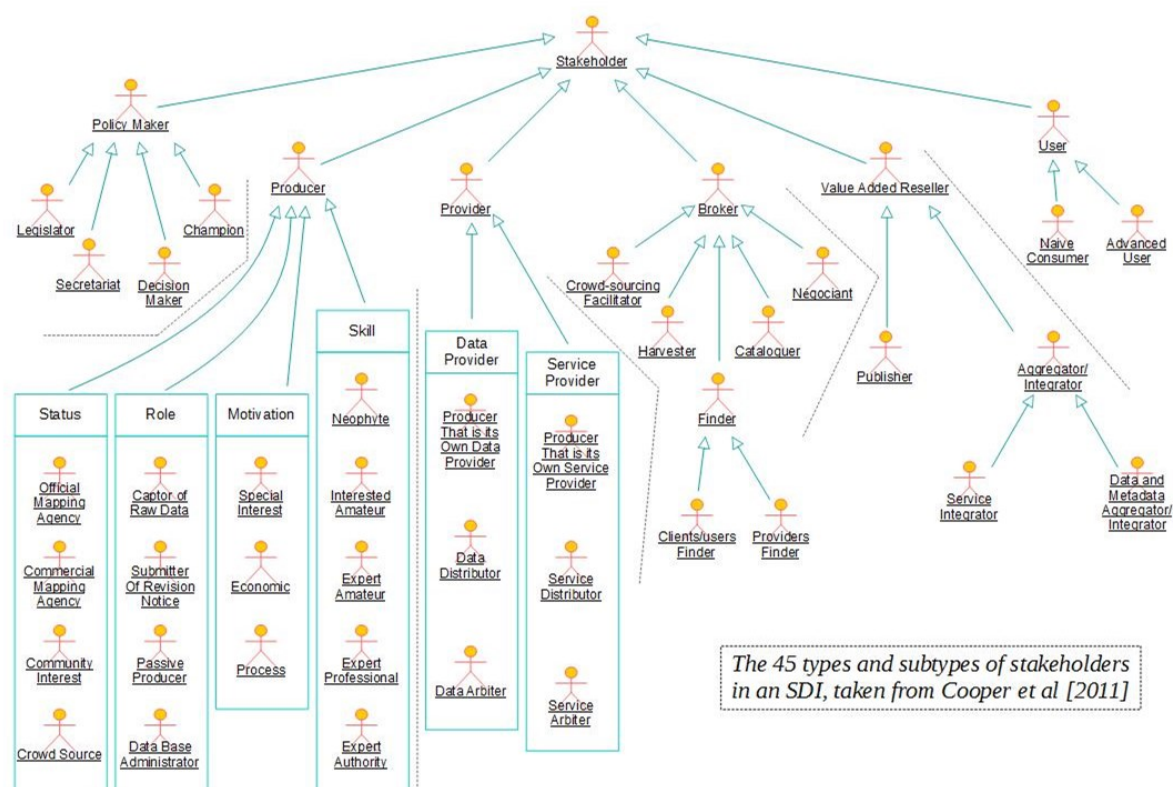 Stakeholder
Policy Maker
Legislator
Secretariat
Decision
Maker
Champion
Producer
Provider
Broker
Value Added Reseller
User
Naive
Consumer
Advanced
User
Crowd-sourcing
Facilitator
Harvester
Finder
Cataloguer
Négociant
Clients/users
Finder
Providers
Finder
Publisher
Aggregator/
Integrator
Service
Integrator
Data and
Metadata
Aggregator/
Integrator
Status
Official
Mapping
Agency
Commercial
Mapping
Agency
Community
Interest
Crowd Source
Role
Captor of
Raw Data
Submitter
Of Revision
Notice
Passive
Producer
Data Base
Administrator
Motivation
Special
Interest
Economic
Process
Skill
Neophyte
Interested
Amateur
Expert
Amateur
Expert
Professional
Expert
Authority
Data
Provider
Producer
That is its
Own Data
Provider
Data
Distributor
Data Arbiter
Service
Provider
Producer
That is its
Own Service
Provider
Service
Distributor
Service
Arbiter
The 45 types and subtypes of stakeholders
in an SDI, taken from Cooper et al [2011]